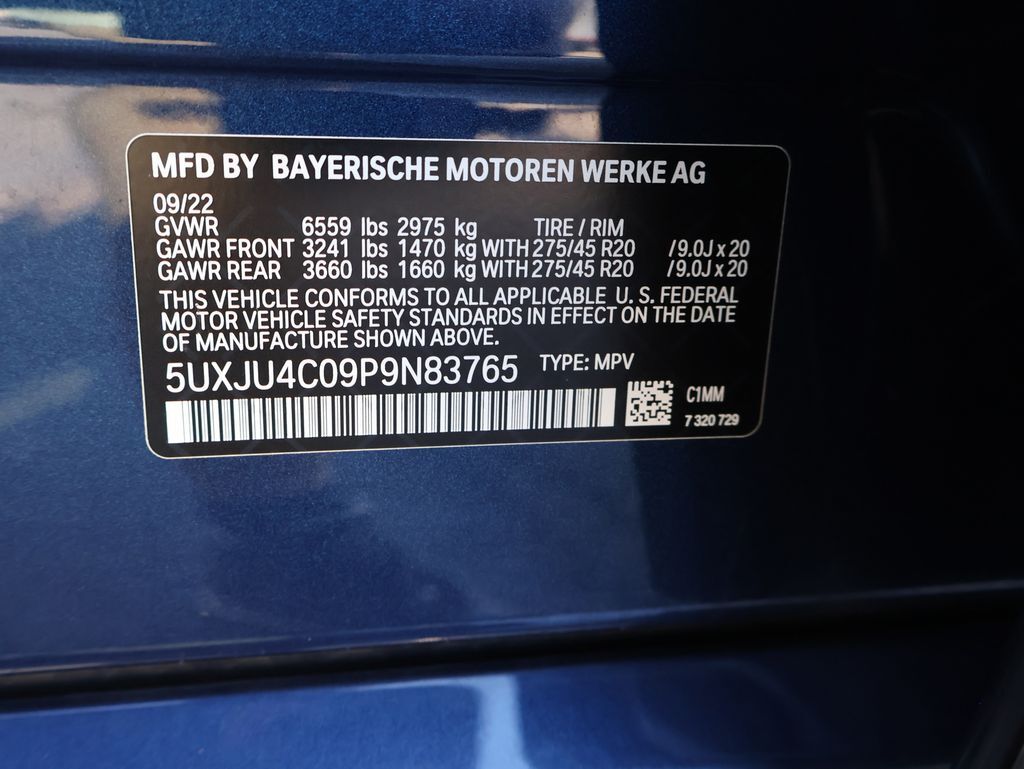 MFD BY BAYERISCHE MOTOREN WERKE AG
09/22
GVWR 6559 lbs 2975 kg TIRE / RIM
GAWR FRONT 3241 lbs 1470 kg WITH 275/45 R20 /9.0J x 20
GAWR REAR 3660 lbs 1660 kg WITH 275/45 R20 /9.0J x 20
THIS VEHICLE CONFORMS TO ALL APPLICABLE U. S. FEDERAL
MOTOR VEHICLE SAFETY STANDARDS IN EFFECT ON THE DATE
OF MANUFACTURE SHOWN ABOVE.
5UXJU4C09P9N83765 TYPE: MPV
C1MM
7 320 729